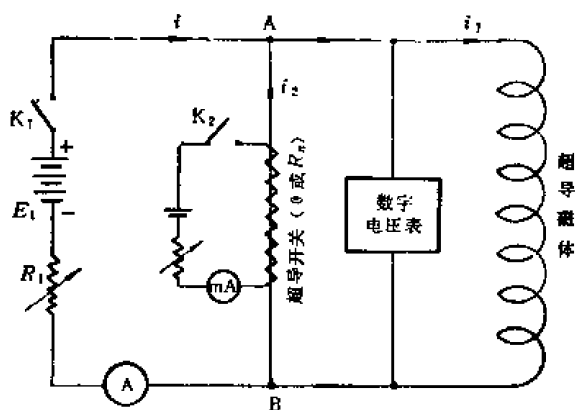 i
A
i₁
i₂
K₁
K₂
+
E₁
−
R₁
mA
超导开关（0或Rₙ）
数字
电压表
超导磁体
A
B